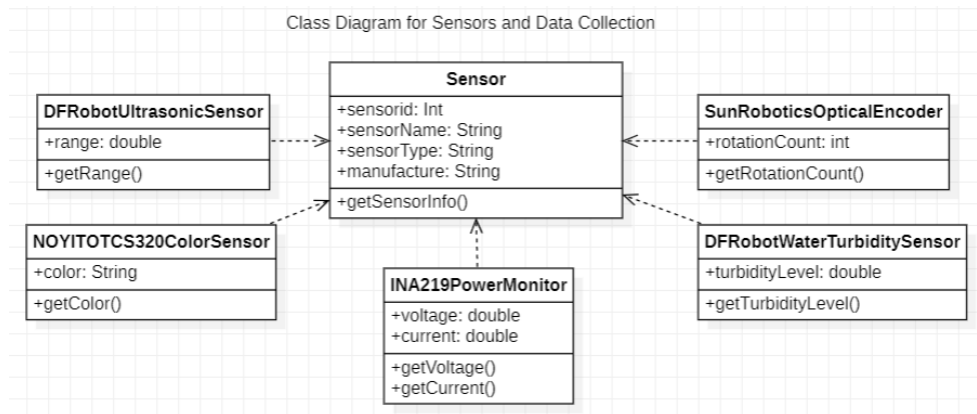 Class Diagram for Sensors and Data Collection
Sensor
+sensorid: Int
+sensorName: String
+sensorType: String
+manufacture: String
+getSensorInfo()
DFRobotUltrasonicSensor
+range: double
+getRange()
SunRoboticsOpticalEncoder
+rotationCount: int
+getRotationCount()
NOYITOTCS320ColorSensor
+color: String
+getColor()
INA219PowerMonitor
+voltage: double
+current: double
+getVoltage()
+getCurrent()
DFRobotWaterTurbiditySensor
+turbidityLevel: double
+getTurbidityLevel()